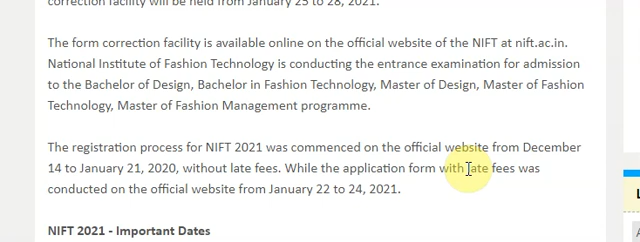 correction facility will be held from January 25 to 28, 2021.
The form correction facility is available online on the official website of the NIFT at nift.ac.in.
National Institute of Fashion Technology is conducting the entrance examination for admission
to the Bachelor of Design, Bachelor in Fashion Technology, Master of Design, Master of Fashion
Technology, Master of Fashion Management programme.
The registration process for NIFT 2021 was commenced on the official website from December
14 to January 21, 2020, without late fees. While the application form with late fees was
conducted on the official website from January 22 to 24, 2021.
NIFT 2021 - Important Dates